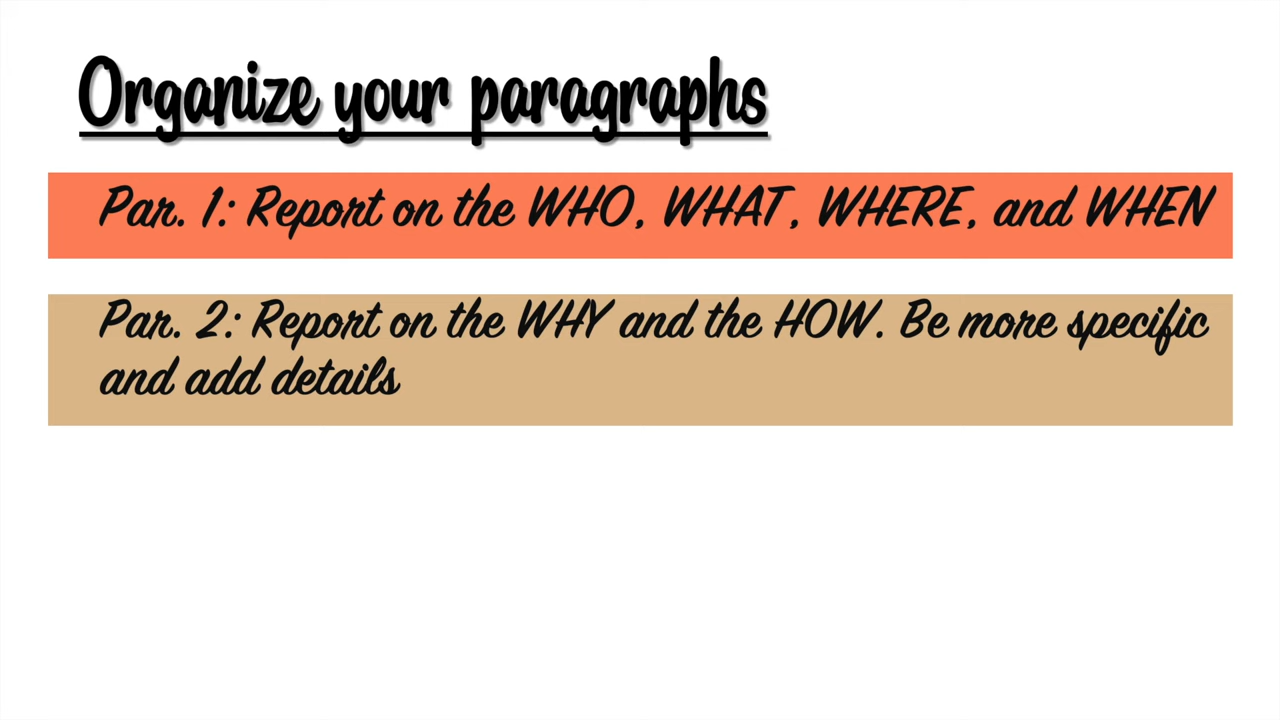 Organize your paragraphs
Par. 1: Report on the WHO, WHAT, WHERE, and WHEN
Par. 2: Report on the WHY and the HOW. Be more specific
and add details